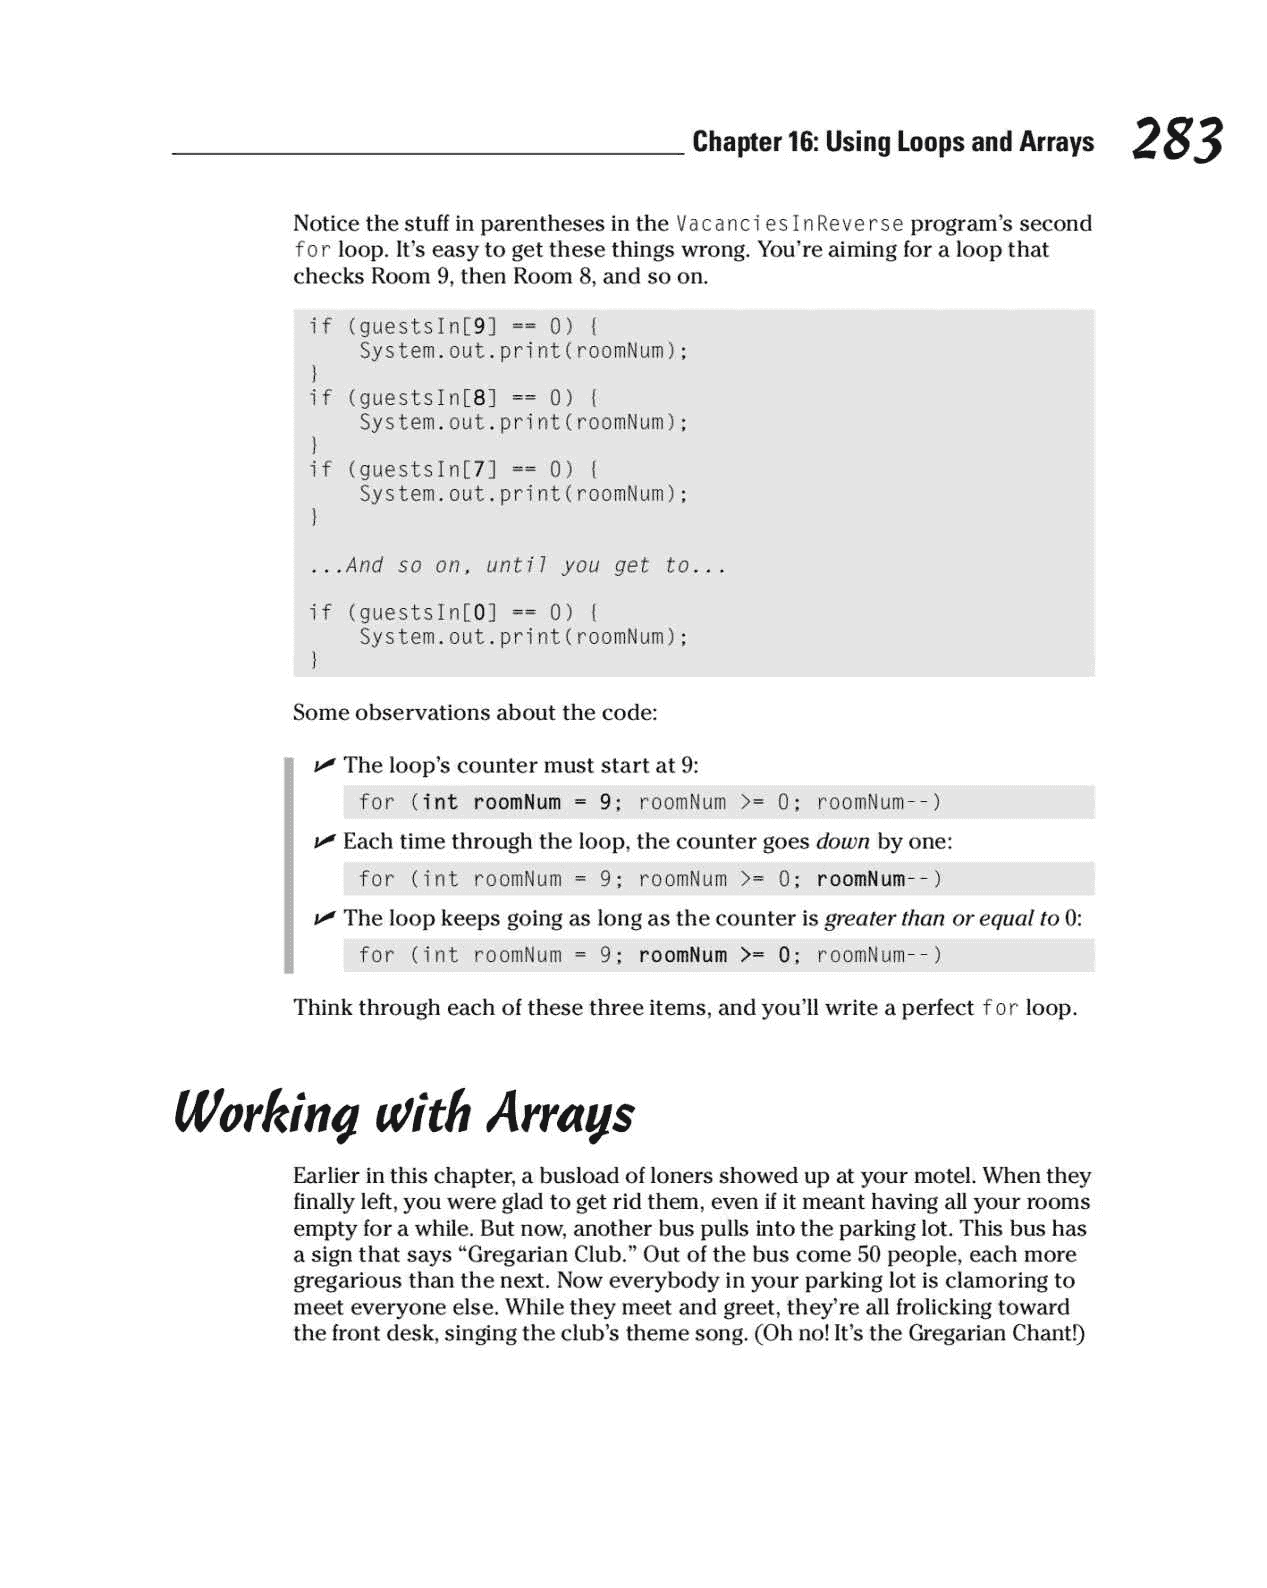 Chapter 16: Using Loops and Arrays 283
Notice the stuff in parentheses in the VacanciesInReverse program's second
for loop. It's easy to get these things wrong. You're aiming for a loop that
checks Room 9, then Room 8, and so on.
if (guestsIn[9] == 0) {
    System.out.print(roomNum);
}
if (guestsIn[8] == 0) {
    System.out.print(roomNum);
}
if (guestsIn[7] == 0) {
    System.out.print(roomNum);
}
...And so on, until you get to...
if (guestsIn[0] == 0) {
    System.out.print(roomNum);
}
Some observations about the code:
✓ The loop's counter must start at 9:
for (int roomNum = 9; roomNum >= 0; roomNum--)
✓ Each time through the loop, the counter goes down by one:
for (int roomNum = 9; roomNum >= 0; roomNum--)
✓ The loop keeps going as long as the counter is greater than or equal to 0:
for (int roomNum = 9; roomNum >= 0; roomNum--)
Think through each of these three items, and you'll write a perfect for loop.
Working with Arrays
Earlier in this chapter, a busload of loners showed up at your motel. When they
finally left, you were glad to get rid them, even if it meant having all your rooms
empty for a while. But now, another bus pulls into the parking lot. This bus has
a sign that says "Gregarian Club." Out of the bus come 50 people, each more
gregarious than the next. Now everybody in your parking lot is clamoring to
meet everyone else. While they meet and greet, they're all frolicking toward
the front desk, singing the club's theme song. (Oh no! It's the Gregarian Chant!)